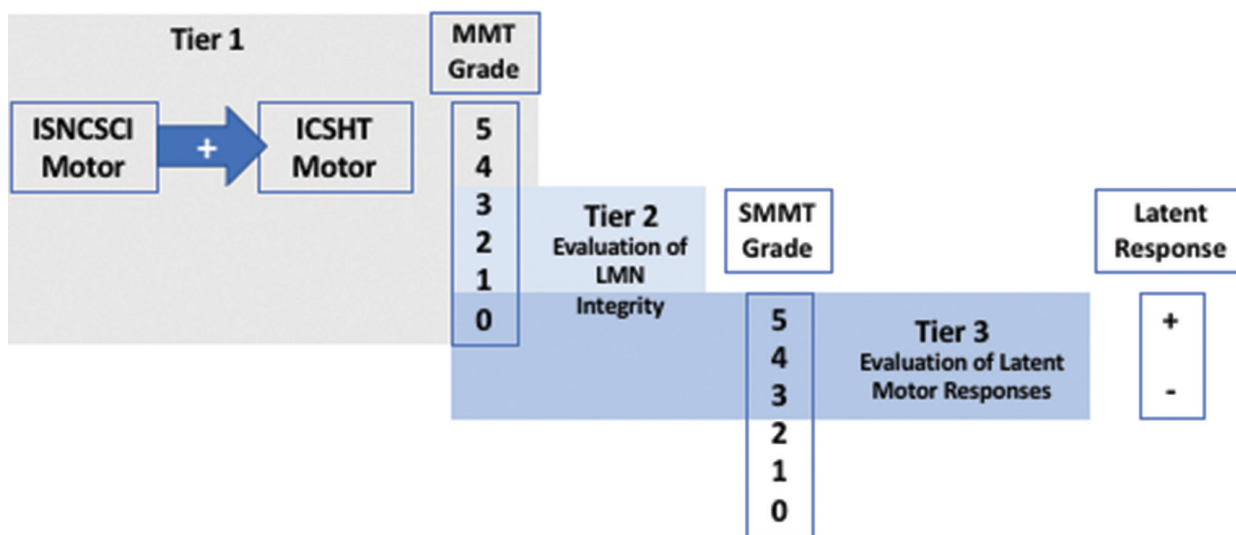 Tier 1
MMT
Grade
ISNCSCI
Motor
+
ICSHT
Motor
5
4
3
2
1
0
Tier 2
Evaluation of
LMN
Integrity
SMMT
Grade
5
4
3
2
1
0
Tier 3
Evaluation of Latent
Motor Responses
Latent
Response
+
-